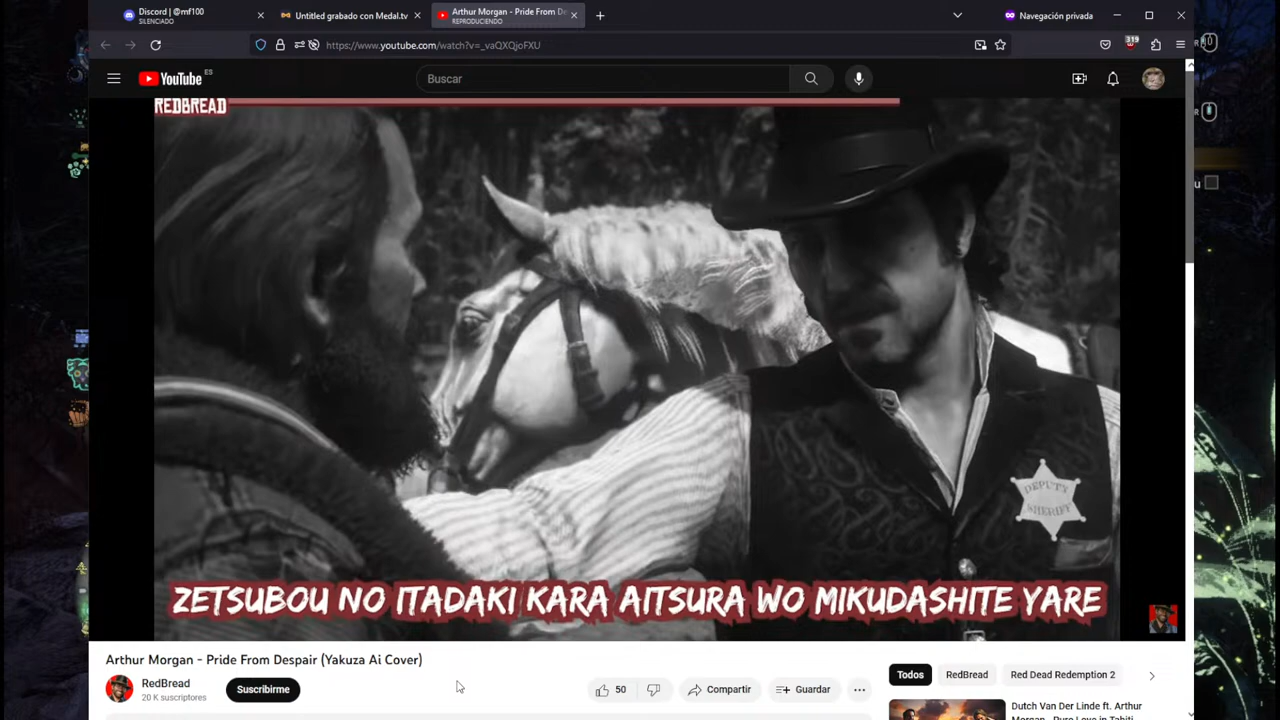 Discord | @mf100
SILENCIADO
Untitled grabado con Medal.tv
Arthur Morgan - Pride From De
REPRODUCIENDO
Navegación privada
https://www.youtube.com/watch?v=_vaQXQjoFXU
319
YouTube
ES
Buscar
REDBREAD
DEPUTY
SHERIFF
ZETSUBOU NO ITADAKI KARA AITSURA WO MIKUDASHITE YARE
Arthur Morgan - Pride From Despair (Yakuza Ai Cover)
RedBread
20 K suscriptores
Suscribirme
50
Compartir
Guardar
Todos
RedBread
Red Dead Redemption 2
Dutch Van Der Linde ft. Arthur
Morgan - Pure Love in Tahiti